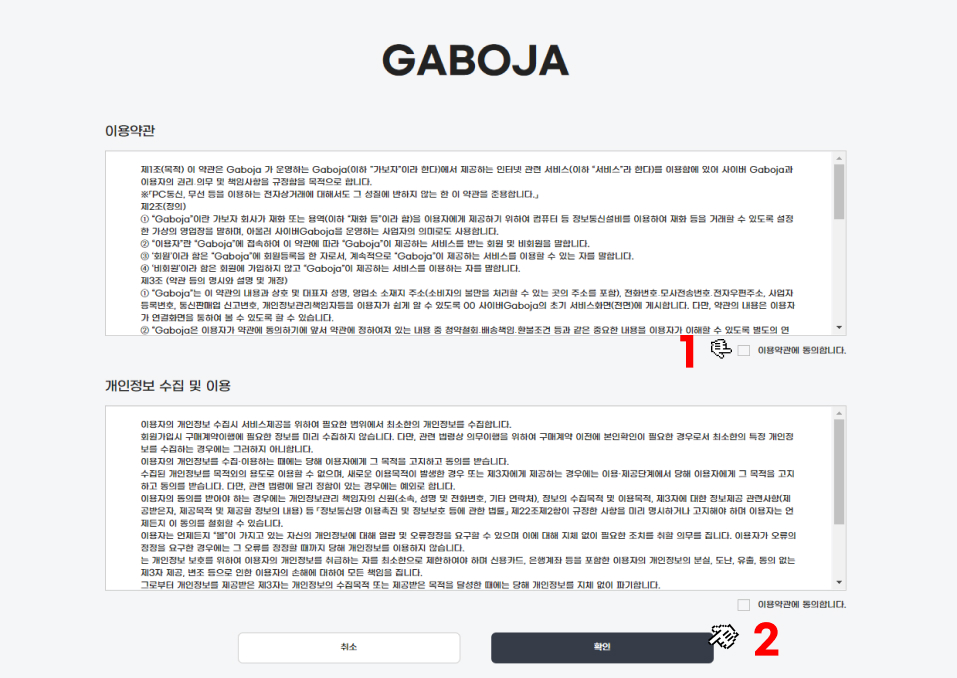 GABOJA
이용약관
제1조(목적) 이 약관은 Gaboja 가 운영하는 Gaboja(이하 "가보자"이라 한다)에서 제공하는 인터넷 관련 서비스(이하 "서비스"라 한다)를 이용함에 있어 사이버 Gaboja과
이용자의 권리 의무 및 책임사항을 규정함을 목적으로 합니다.
※「PC통신, 무선 등을 이용하는 전자상거래에 대해서도 그 성질에 반하지 않는 한 이 약관을 준용합니다.」
제2조(정의)
① "Gaboja"이란 가보자 회사가 재화 또는 용역(이하 "재화 등"이라 함)을 이용자에게 제공하기 위하여 컴퓨터 등 정보통신설비를 이용하여 재화 등을 거래할 수 있도록 설정
한 가상의 영업장을 말하며, 아울러 사이버Gaboja을 운영하는 사업자의 의미로도 사용합니다.
② "이용자"란 "Gaboja"에 접속하여 이 약관에 따라 "Gaboja"이 제공하는 서비스를 받는 회원 및 비회원을 말합니다.
③ '회원'이라 함은 "Gaboja"에 회원등록을 한 자로서, 계속적으로 "Gaboja"이 제공하는 서비스를 이용할 수 있는 자를 말합니다.
④ '비회원'이라 함은 회원에 가입하지 않고 "Gaboja"이 제공하는 서비스를 이용하는 자를 말합니다.
제3조 (약관 등의 명시와 설명 및 개정)
① "Gaboja"는 이 약관의 내용과 상호 및 대표자 성명, 영업소 소재지 주소(소비자의 불만을 처리할 수 있는 곳의 주소를 포함), 전화번호 모사전송번호 전자우편주소, 사업자
등록번호, 통신판매업 신고번호, 개인정보관리책임자등을 이용자가 쉽게 알 수 있도록 00 사이버Gaboja의 초기 서비스화면(전면)에 게시합니다. 다만, 약관의 내용은 이용자
가 연결화면을 통하여 볼 수 있도록 할 수 있습니다.
② "Gaboja은 이용자가 약관에 동의하기에 앞서 약관에 정하여져 있는 내용 중 청약철회 배송책임 환불조건 등과 같은 중요한 내용을 이용자가 이해할 수 있도록 별도의 연
1
이용약관에 동의합니다.
개인정보 수집 및 이용
이용자의 개인정보 수집시 서비스제공을 위하여 필요한 범위에서 최소한의 개인정보를 수집합니다.
회원가입시 구매계약이행에 필요한 정보를 미리 수집하지 않습니다. 다만, 관련 법령상 의무이행을 위하여 구매계약 이전에 본인확인이 필요한 경우로서 최소한의 특정 개인정
보를 수집하는 경우에는 그러하지 아니합니다.
이용자의 개인정보를 수집·이용하는 때에는 당해 이용자에게 그 목적을 고지하고 동의를 받습니다.
수집된 개인정보를 목적외의 용도로 이용할 수 없으며, 새로운 이용목적이 발생한 경우 또는 제3자에게 제공하는 경우에는 이용·제공단계에서 당해 이용자에게 그 목적을 고지
하고 동의를 받습니다. 다만, 관련 법령에 달리 정함이 있는 경우에는 예외로 합니다.
이용자의 동의를 받아야 하는 경우에는 개인정보관리 책임자의 신원(소속, 성명 및 전화번호, 기타 연락처), 정보의 수집목적 및 이용목적, 제3자에 대한 정보제공 관련사항(제
공받은자, 제공목적 및 제공할 정보의 내용) 등 「정보통신망 이용촉진 및 정보보호 등에 관한 법률」 제22조제2항이 규정한 사항을 미리 명시하거나 고지해야 하며 이용자는 언
제든지 이 동의를 철회할 수 있습니다.
이용자는 언제든지 "몰"이 가지고 있는 자신의 개인정보에 대해 열람 및 오류정정을 요구할 수 있으며 이에 대해 지체 없이 필요한 조치를 취할 의무를 집니다. 이용자가 오류의
정정을 요구한 경우에는 그 오류를 정정할 때까지 당해 개인정보를 이용하지 않습니다.
는 개인정보 보호를 위하여 이용자의 개인정보를 취급하는 자를 최소한으로 제한하여야 하며 신용카드, 은행계좌 등을 포함한 이용자의 개인정보의 분실, 도난, 유출, 동의 없는
제3자 제공, 변조 등으로 인한 이용자의 손해에 대하여 모든 책임을 집니다.
그로부터 개인정보를 제공받은 제3자는 개인정보의 수집목적 또는 제공받은 목적을 달성한 때에는 당해 개인정보를 지체 없이 파기합니다.
이용약관에 동의합니다.
취소
확인
2